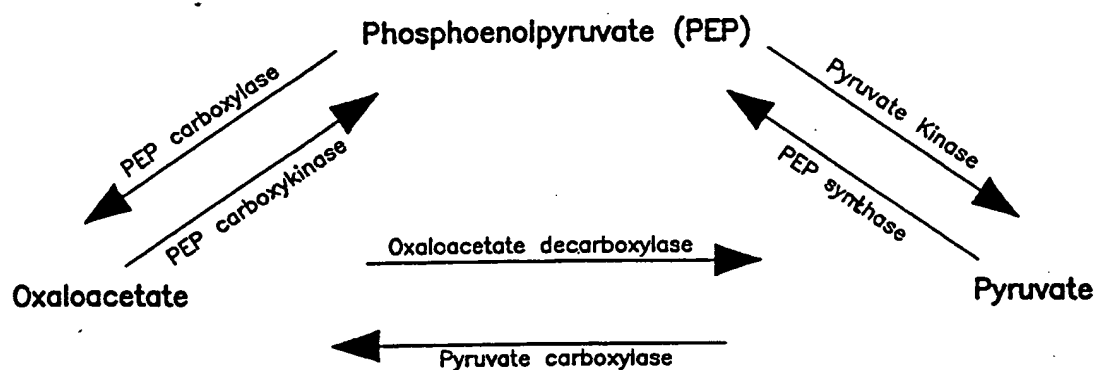 Phosphoenolpyruvate (PEP)
PEP carboxylase
PEP carboxykinase
Pyruvate Kinase
PEP synthase
Oxaloacetate decarboxylase
Oxaloacetate
Pyruvate
Pyruvate carboxylase